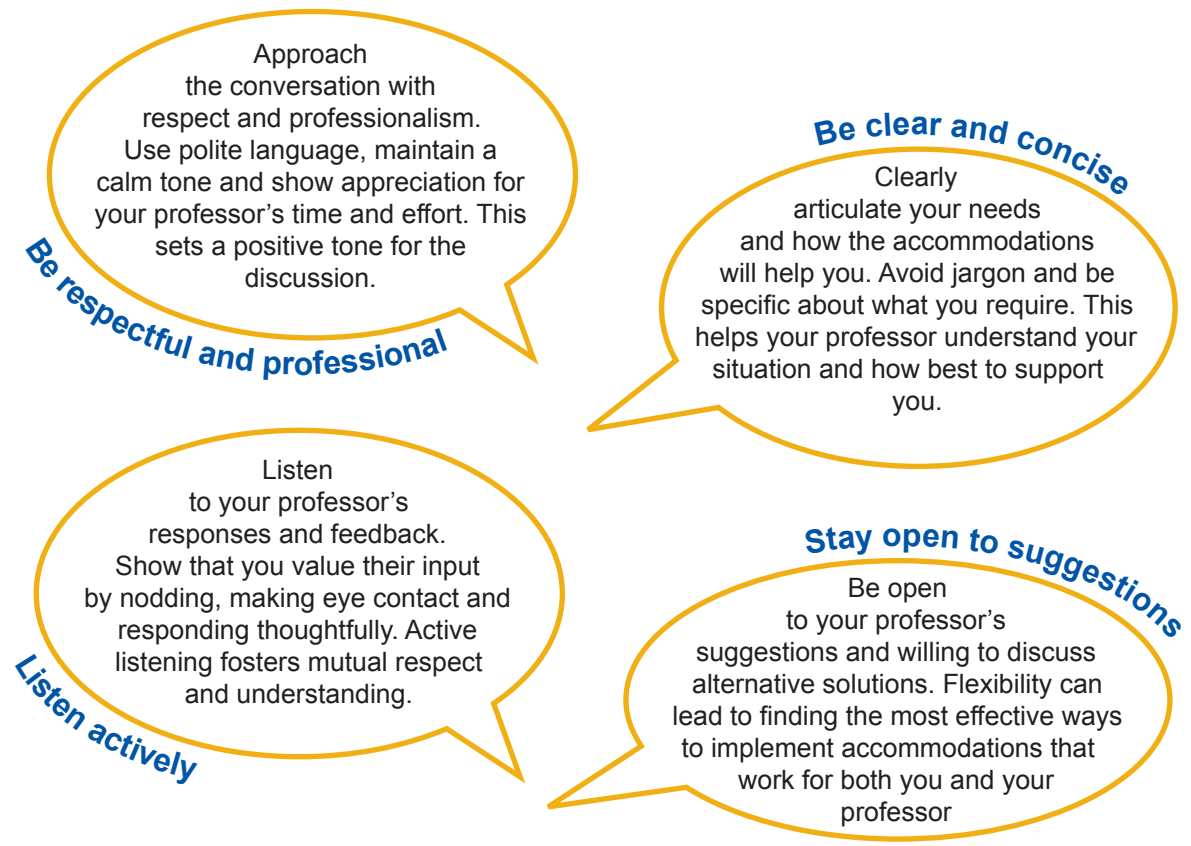 Approach
the conversation with
respect and professionalism.
Use polite language, maintain a
calm tone and show appreciation for
your professor’s time and effort. This
sets a positive tone for the
discussion.
Be respectful and professional
Be clear and concise
Clearly
articulate your needs
and how the accommodations
will help you. Avoid jargon and be
specific about what you require. This
helps your professor understand your
situation and how best to support
you.
Listen
to your professor’s
responses and feedback.
Show that you value their input
by nodding, making eye contact and
responding thoughtfully. Active
listening fosters mutual respect
and understanding.
Listen actively
Stay open to suggestions
Be open
to your professor’s
suggestions and willing to discuss
alternative solutions. Flexibility can
lead to finding the most effective ways
to implement accommodations that
work for both you and your
professor